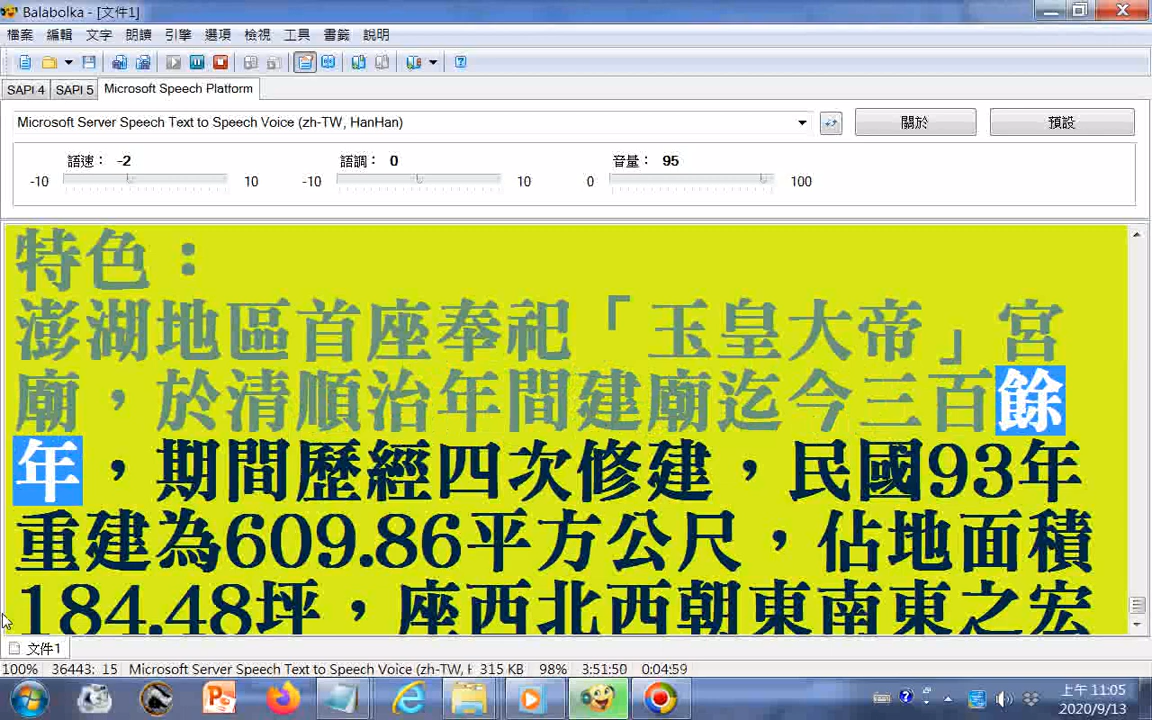 Balabolka - [文件1]
檔案 編輯 文字 朗讀 引擎 選項 檢視 工具 書籤 說明
SAPI 4 SAPI 5 Microsoft Speech Platform
Microsoft Server Speech Text to Speech Voice (zh-TW, HanHan) 關於 預設
語速： -2 語調： 0 音量： 95
-10 10 -10 10 0 100
特色：
澎湖地區首座奉祀「玉皇大帝」宮
廟，於清順治年間建廟迄今三百餘
年，期間歷經四次修建，民國93年
重建為609.86平方公尺，佔地面積
184.48坪，座西北西朝東南東之宏
文件1
100% 36443: 15 Microsoft Server Speech Text to Speech Voice (zh-TW, 315 KB 98% 3:51:50 0:04:59
上午 11:05
2020/9/13